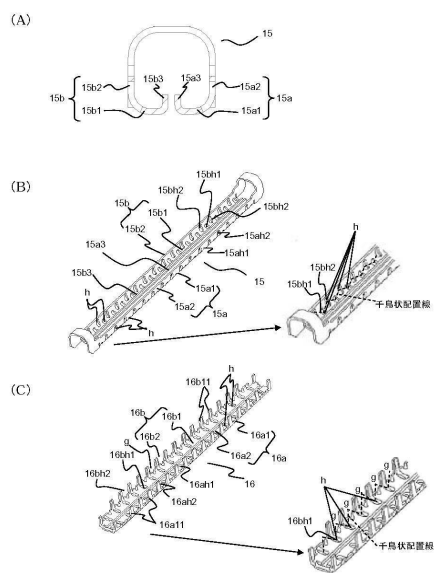 (A)
15
15b3
15a3
15b2
15a2
15b
15a
15b1
15a1
(B)
15bh1
15bh2
15b
15b1
15b2
15bh2
15ah2
15a3
15ah1
15
15b3
15a1
h
15a2
15a
h
h
15bh2
15bh1
千鳥状配置線
(C)
16b11
h
16b
16b1
g
16b2
16bh1
16bh2
16a1
16a2
16a
16ah1
16
16ah2
16a11
g
g
h
g
g
16bh1
千鳥状配置線